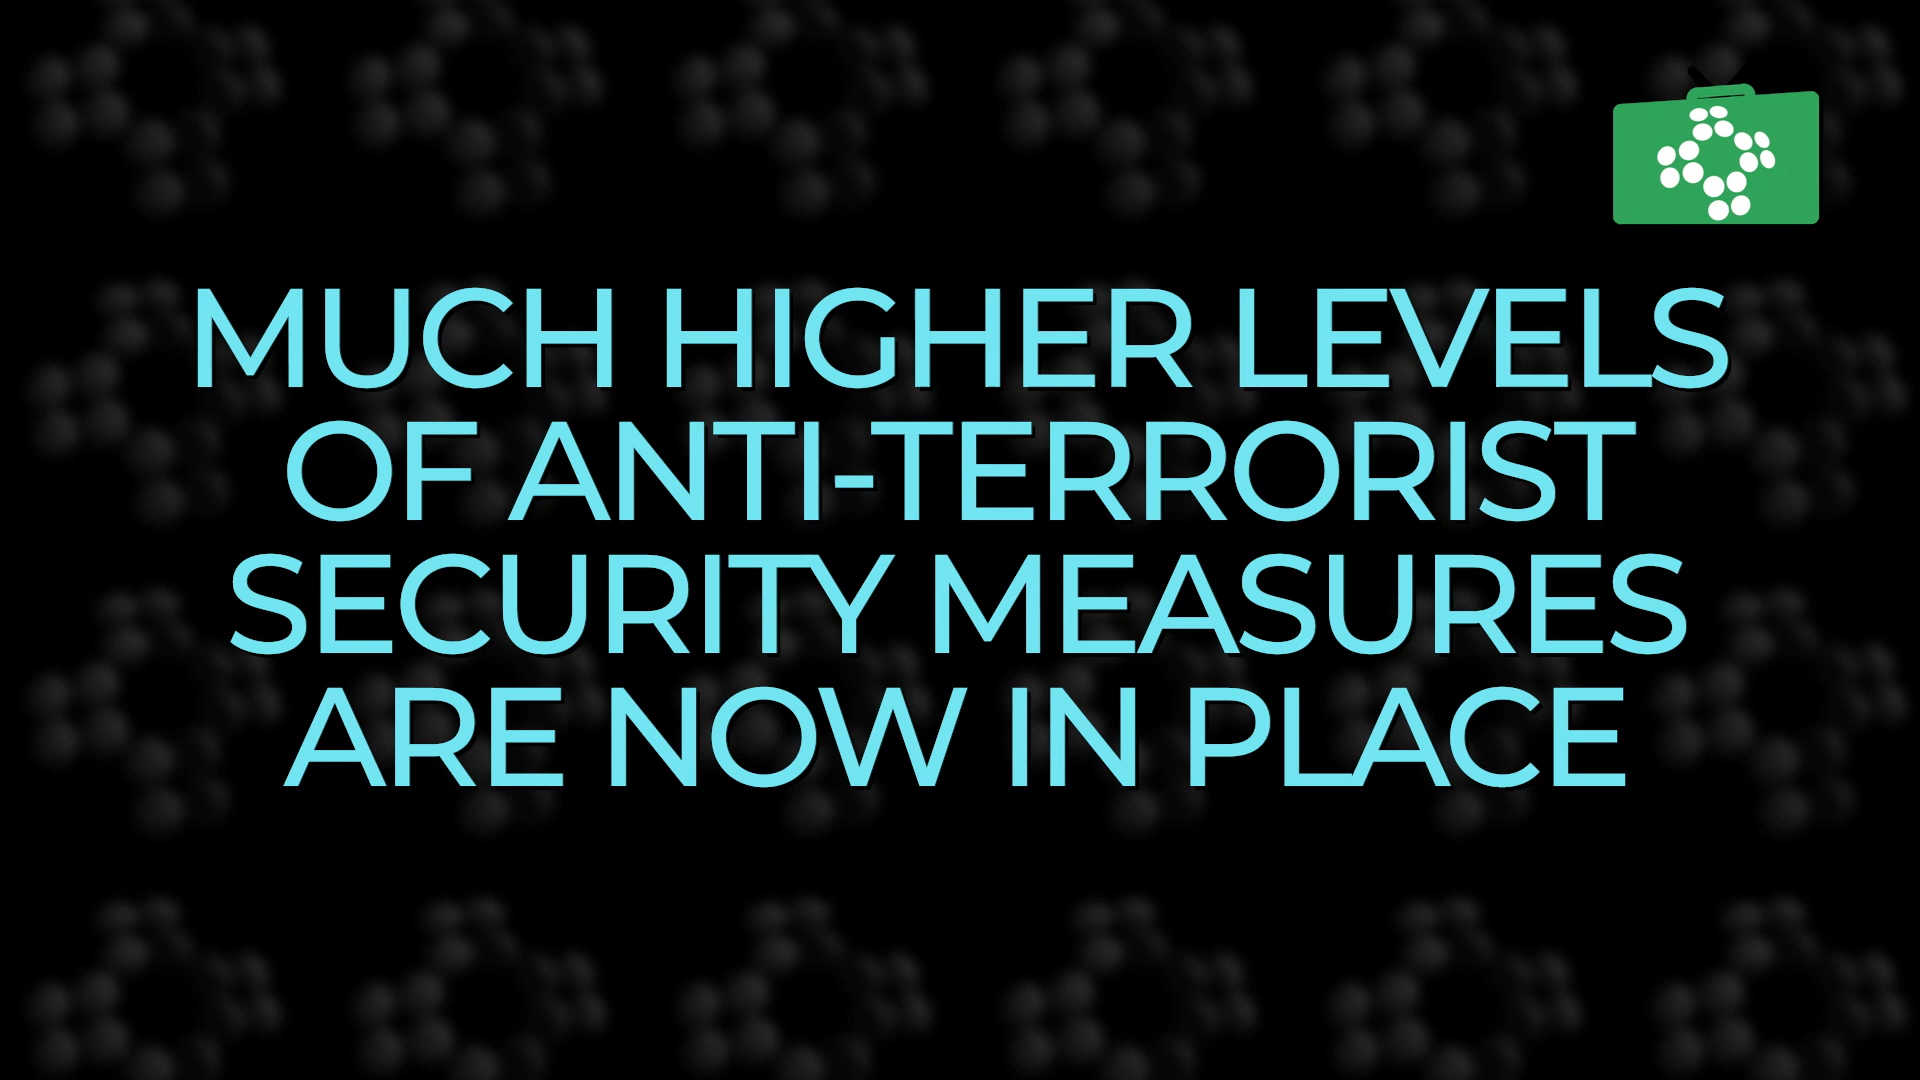 MUCH HIGHER LEVELS
OF ANTI-TERRORIST
SECURITY MEASURES
ARE NOW IN PLACE